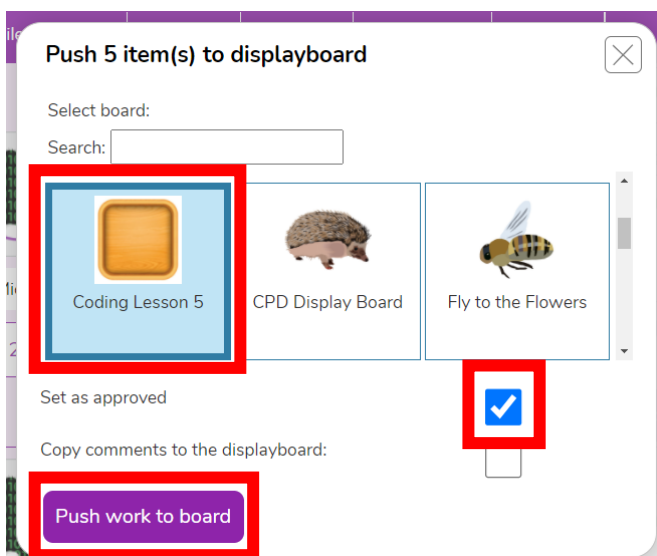 Push 5 item(s) to displayboard
Select board:
Search:
Coding Lesson 5
CPD Display Board
Fly to the Flowers
Set as approved
Copy comments to the displayboard:
Push work to board